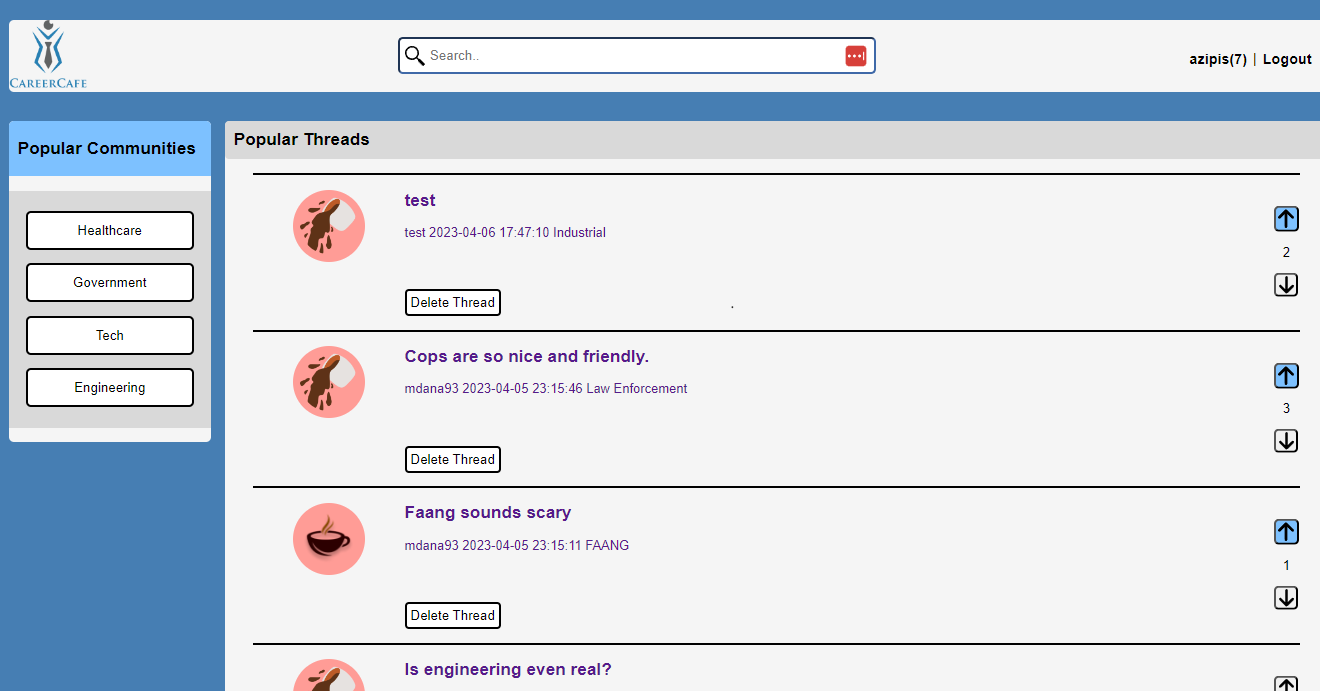 CAREERCAFE
Search..
azipis(7) | Logout
Popular Communities
Healthcare
Government
Tech
Engineering
Popular Threads
test
test 2023-04-06 17:47:10 Industrial
2
Delete Thread
.
Cops are so nice and friendly.
mdana93 2023-04-05 23:15:46 Law Enforcement
3
Delete Thread
Faang sounds scary
mdana93 2023-04-05 23:15:11 FAANG
1
Delete Thread
Is engineering even real?